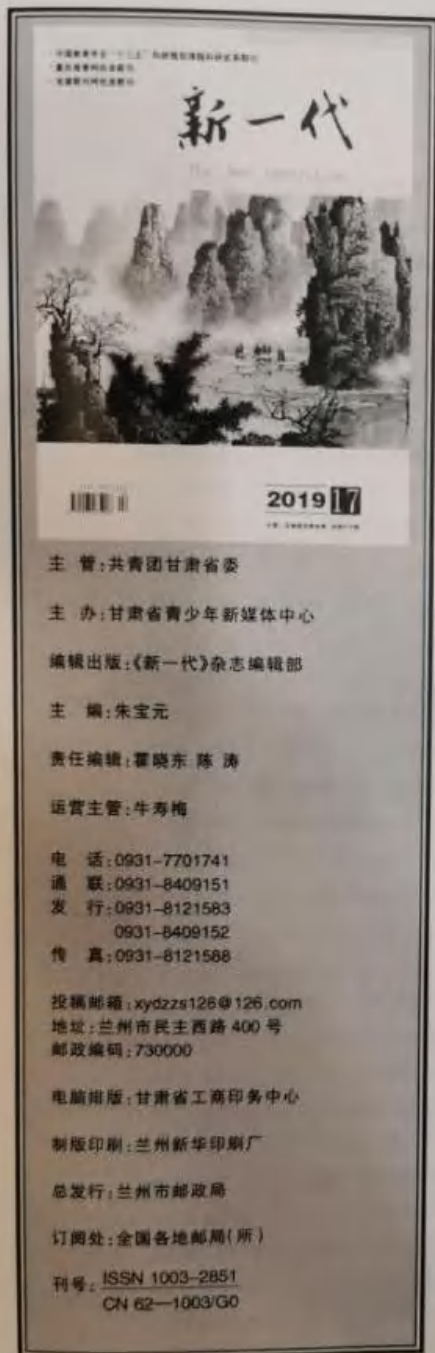 新一代
2019 17
主 管:共青团甘肃省委
主 办:甘肃省青少年新媒体中心
编辑出版:《新一代》杂志编辑部
主 编:朱宝元
责任编辑:霍晓东 陈 涛
运营主管:牛寿梅
电 话:0931-7701741
通 联:0931-8409151
发 行:0931-8121583
0931-8409152
传 真:0931-8121588
投稿邮箱:xydzzs126@126.com
地址:兰州市民主西路 400 号
邮政编码:730000
电脑排版:甘肃省工商印务中心
制版印刷:兰州新华印刷厂
总发行:兰州市邮政局
订阅处:全国各地邮局(所)
刊号:ISSN 1003-2851
CN 62—1003/G0